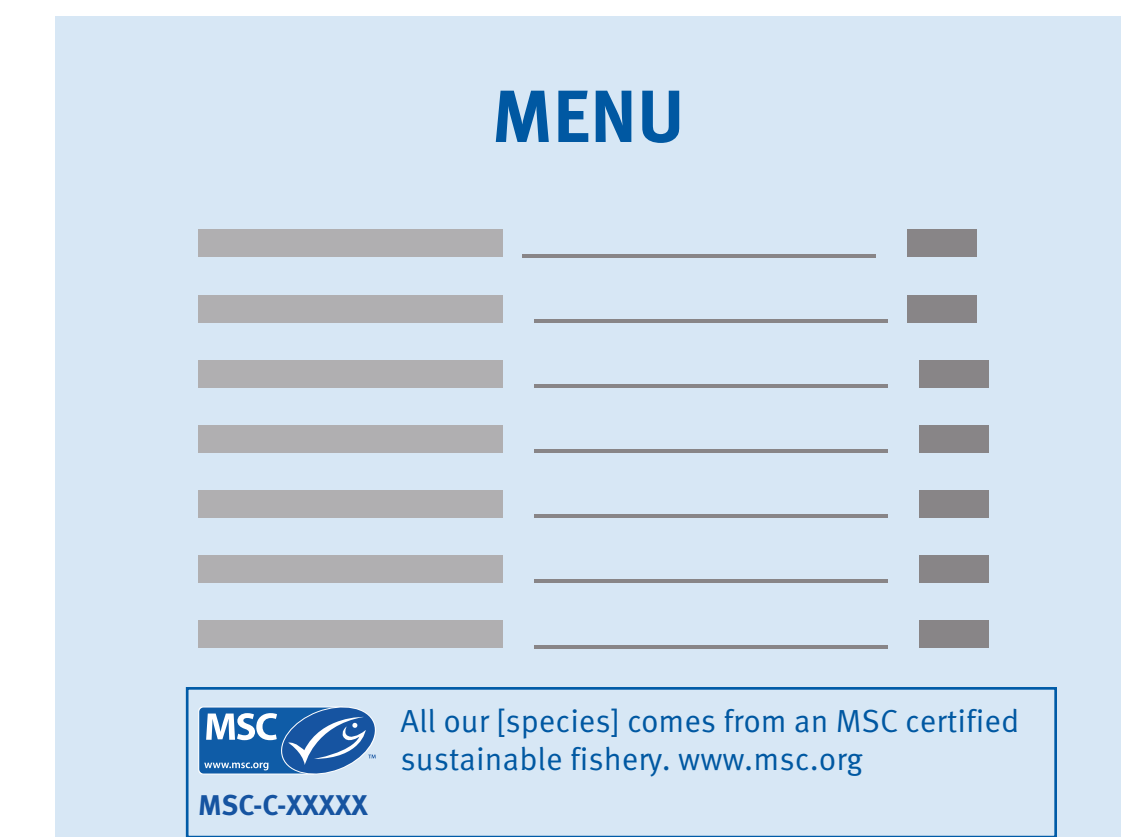 MENU
MSC
www.msc.org
™
MSC-C-XXXXX
All our [species] comes from an MSC certified
sustainable fishery. www.msc.org